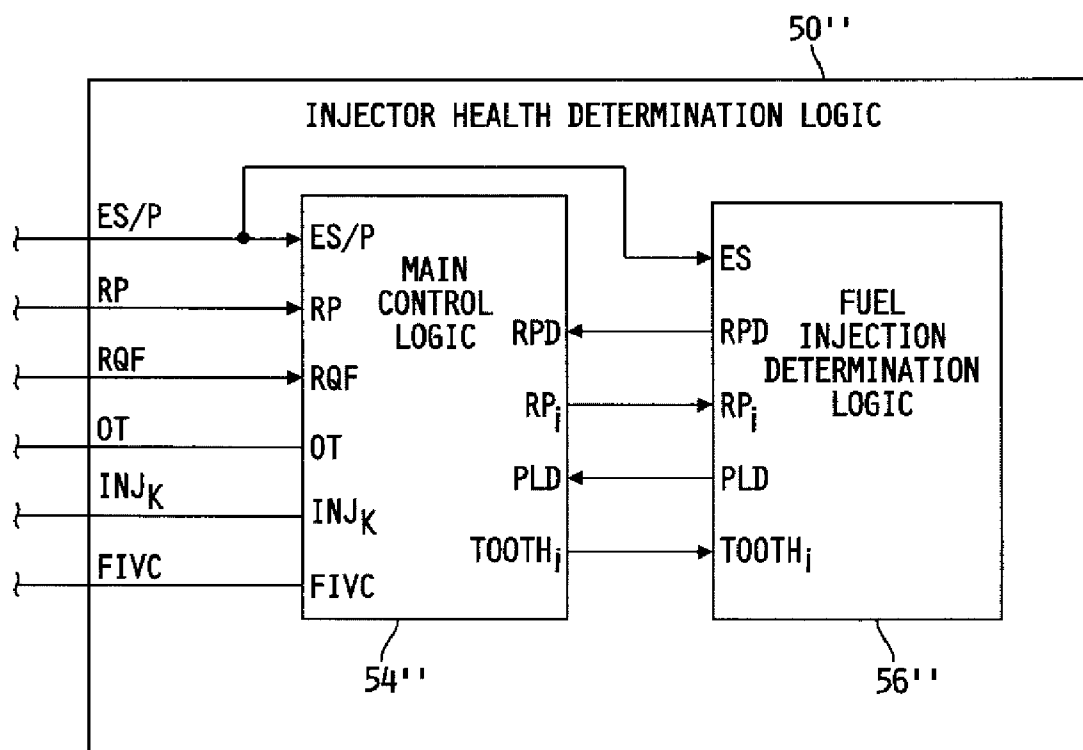 50''
INJECTOR HEALTH DETERMINATION LOGIC
ES/P
RP
RQF
OT
INJK
FIVC
ES/P
RP
RQF
OT
INJK
FIVC
MAIN
CONTROL
LOGIC
RPD
RPi
PLD
TOOTHi
ES
RPD
RPi
PLD
TOOTHi
FUEL
INJECTION
DETERMINATION
LOGIC
54''
56''